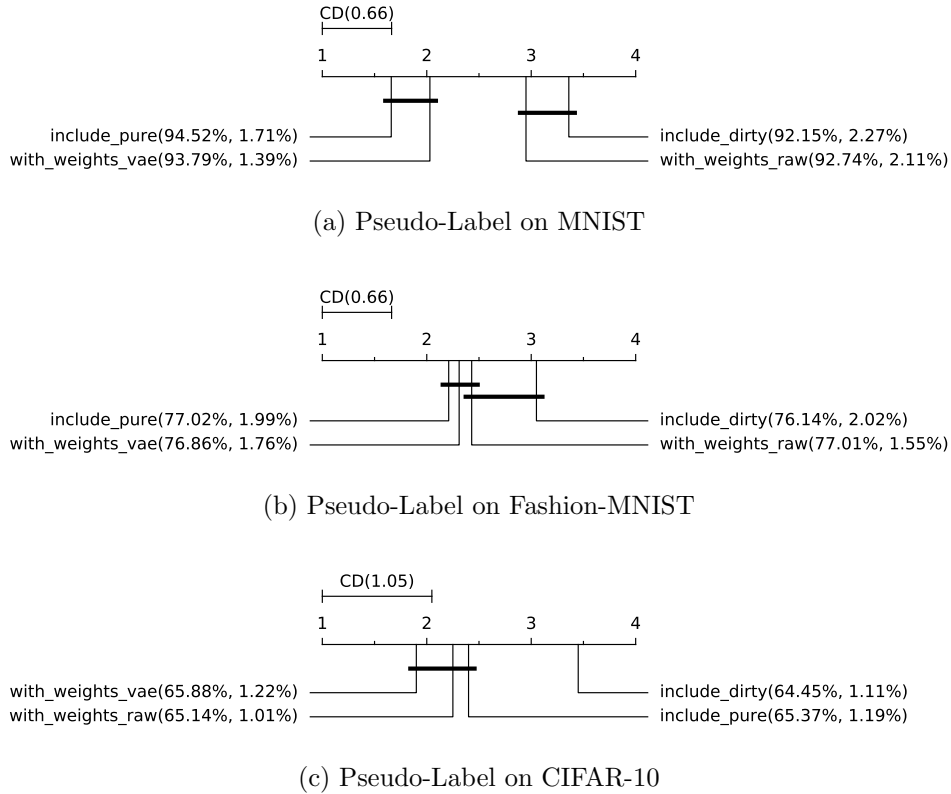 CD(0.66)
1 2 3 4
include_pure(94.52%, 1.71%) include_dirty(92.15%, 2.27%)
with_weights_vae(93.79%, 1.39%) with_weights_raw(92.74%, 2.11%)
(a) Pseudo-Label on MNIST
CD(0.66)
1 2 3 4
include_pure(77.02%, 1.99%) include_dirty(76.14%, 2.02%)
with_weights_vae(76.86%, 1.76%) with_weights_raw(77.01%, 1.55%)
(b) Pseudo-Label on Fashion-MNIST
CD(1.05)
1 2 3 4
with_weights_vae(65.88%, 1.22%) include_dirty(64.45%, 1.11%)
with_weights_raw(65.14%, 1.01%) include_pure(65.37%, 1.19%)
(c) Pseudo-Label on CIFAR-10